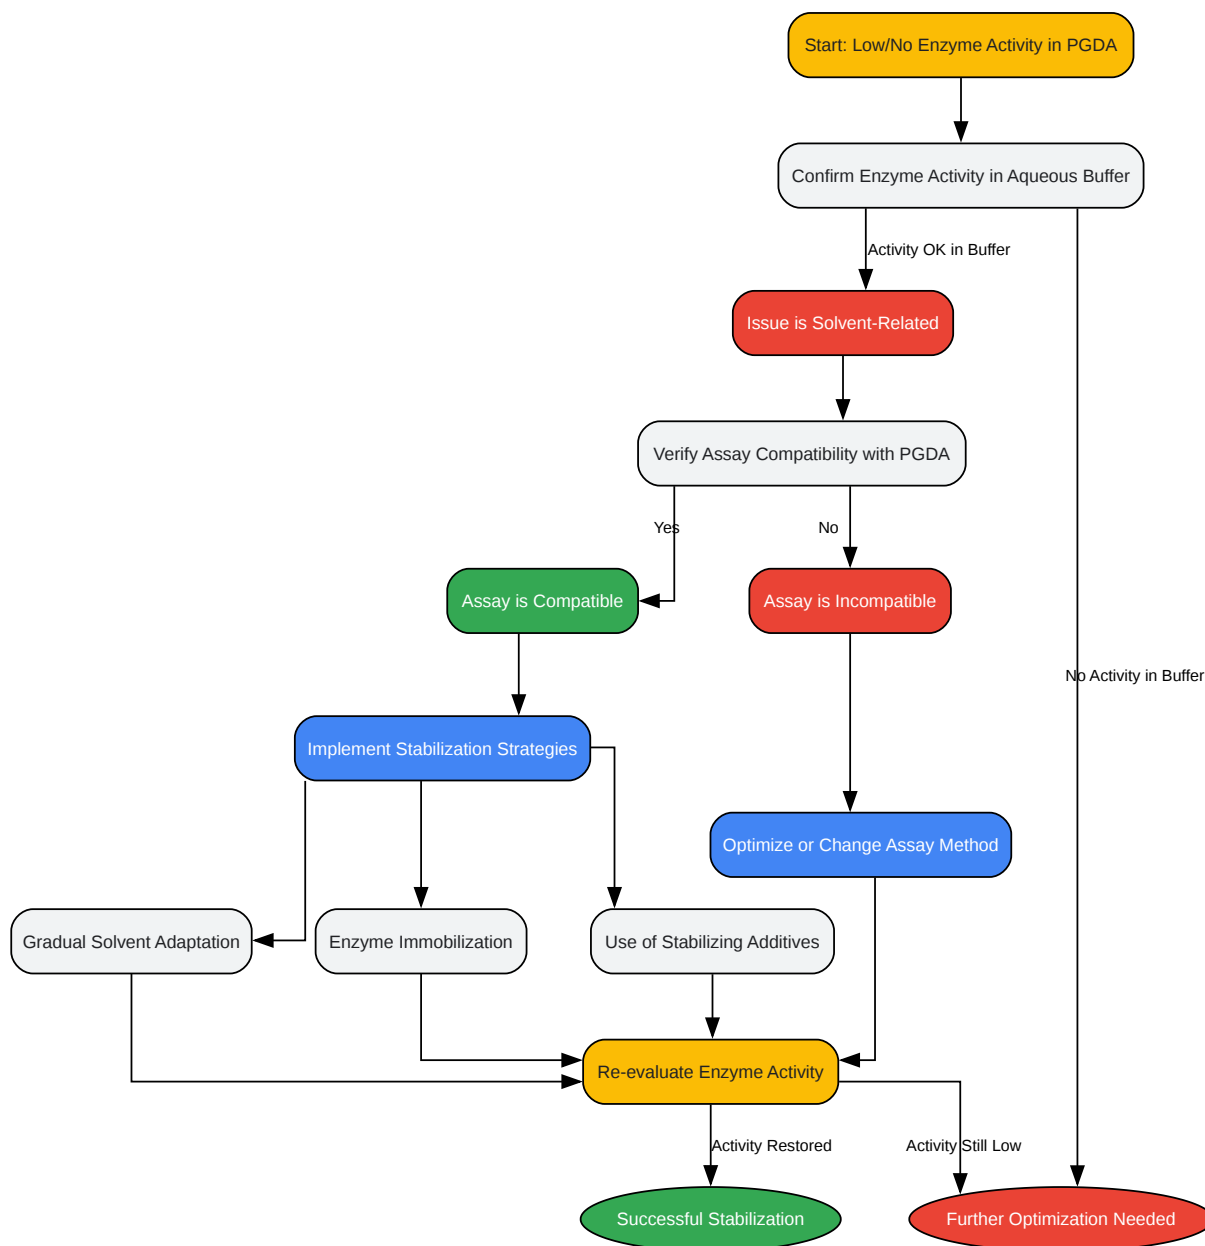 Start: Low/No Enzyme Activity in PGDA
Confirm Enzyme Activity in Aqueous Buffer
Activity OK in Buffer
Issue is Solvent-Related
Verify Assay Compatibility with PGDA
Yes
No
Assay is Compatible
Assay is Incompatible
No Activity in Buffer
Implement Stabilization Strategies
Optimize or Change Assay Method
Gradual Solvent Adaptation
Enzyme Immobilization
Use of Stabilizing Additives
Re-evaluate Enzyme Activity
Activity Restored
Activity Still Low
Successful Stabilization
Further Optimization Needed